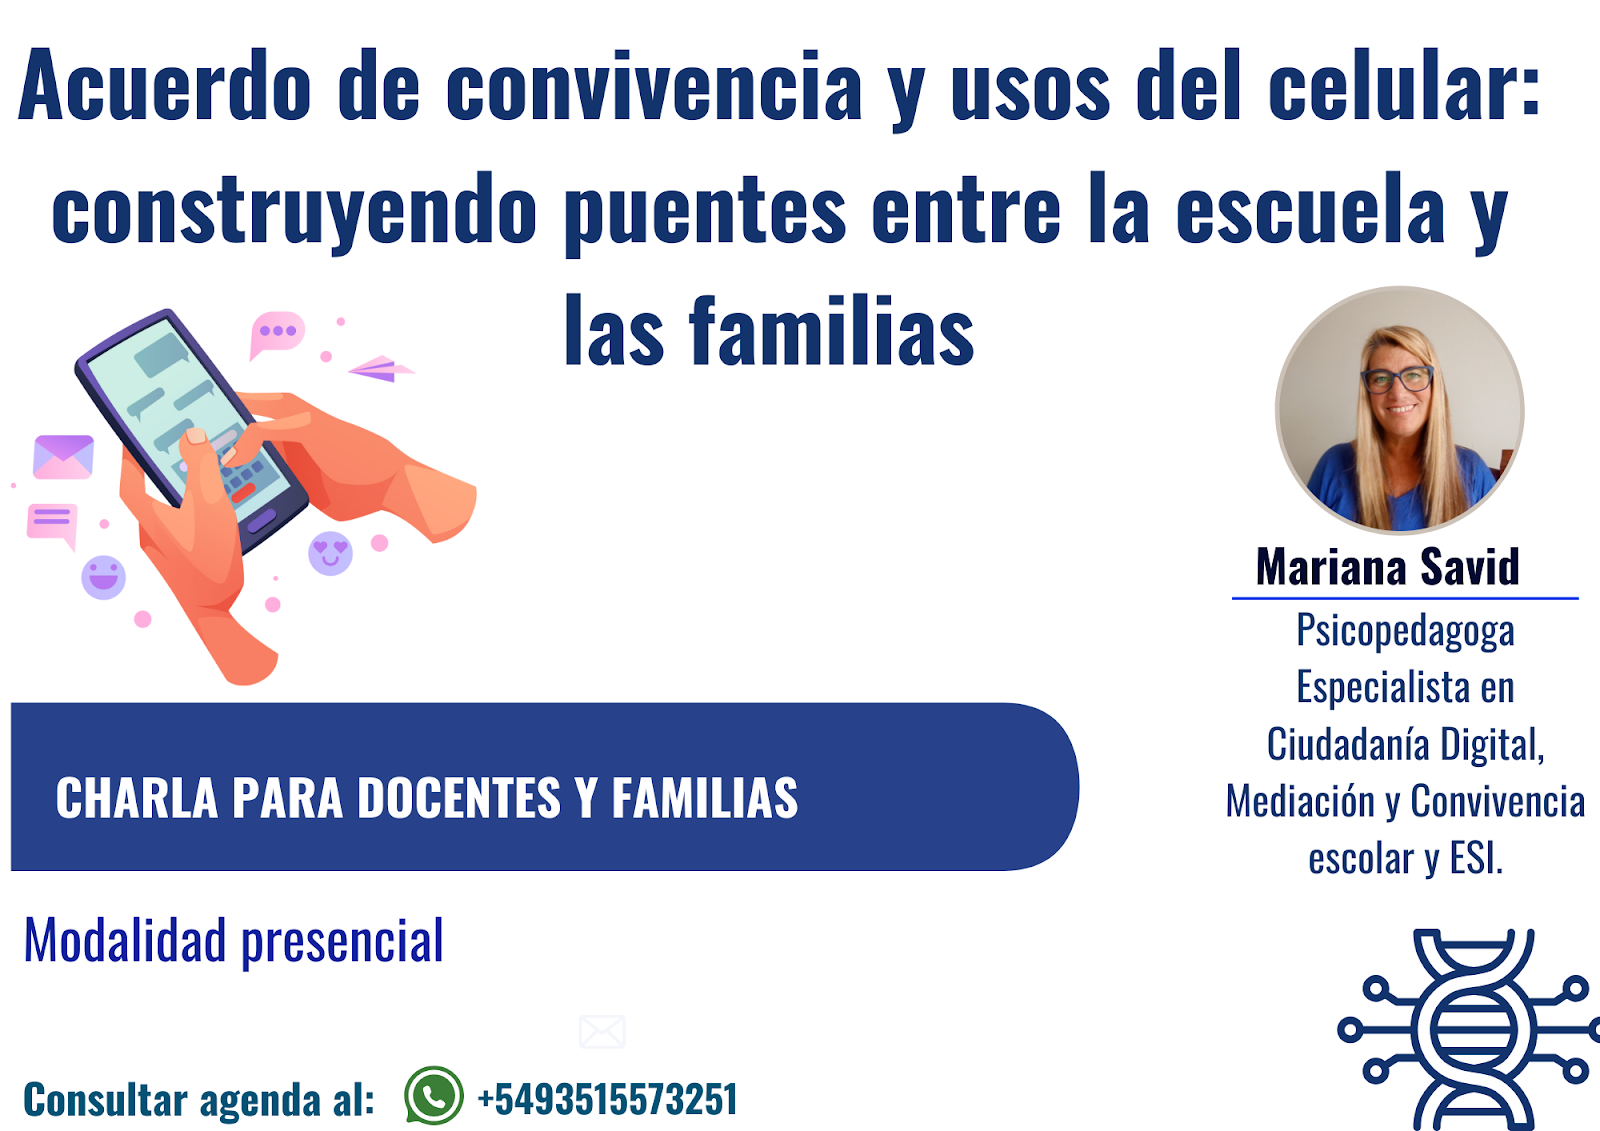 Acuerdo de convivencia y usos del celular:
construyendo puentes entre la escuela y
las familias
Mariana Savid
Psicopedagoga
Especialista en
Ciudadanía Digital,
Mediación y Convivencia
escolar y ESI.
CHARLA PARA DOCENTES Y FAMILIAS
Modalidad presencial
Consultar agenda al: +5493515573251